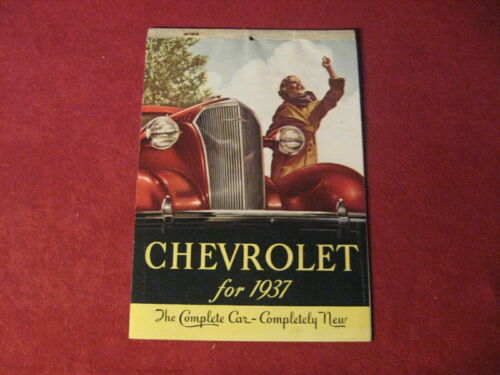 CHEVROLET
for 1937
The Complete Car - Completely New